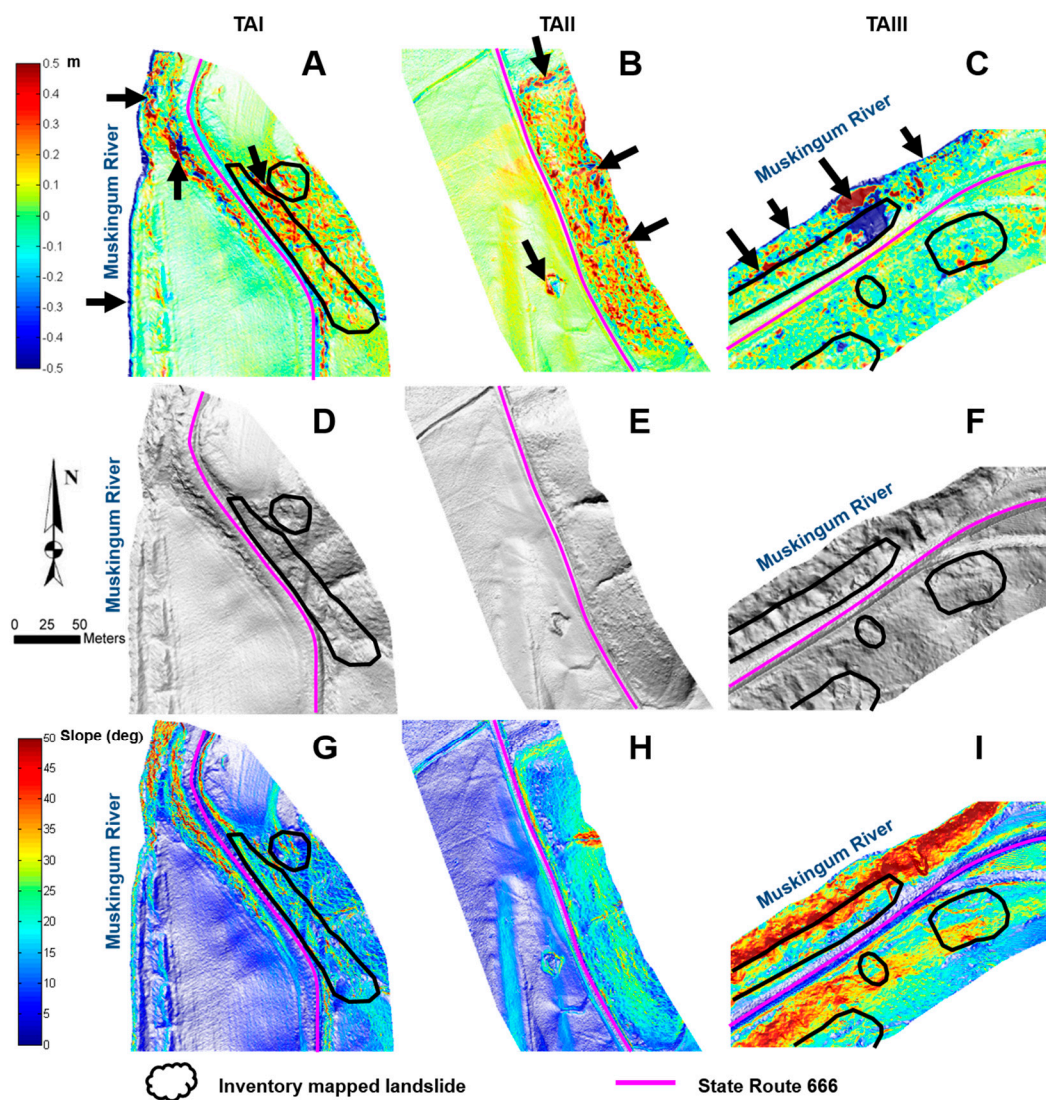 TAI TAII TAIII
m
0.5
0.4
0.3
0.2
0.1
0
-0.1
-0.2
-0.3
-0.4
-0.5
A B C
Muskingum River
Muskingum River
D E F
N
0 25 50
Meters
Muskingum River
Muskingum River
G H I
Slope (deg)
50
45
40
35
30
25
20
15
10
5
0
Muskingum River
Muskingum River
Inventory mapped landslide State Route 666